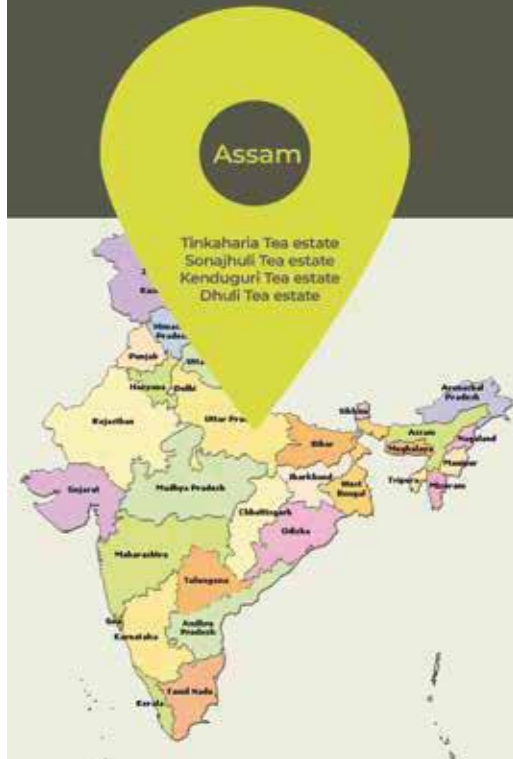 Assam
Tinkaharia Tea estate
Sonajhuli Tea estate
Kenduguri Tea estate
Dhuli Tea estate
Punjab
Haryana
Delhi
Rajasthan
Uttar
Sikkim
Arunachal
Pradesh
Assam
Nagaland
Meghalaya
Manipur
Tripura
Mizoram
Bihar
Jharkhand
West
Bengal
Gujarat
Madhya Pradesh
Chhattisgarh
Odisha
Maharashtra
Telangana
Goa
Karnataka
Andhra
Pradesh
Tamil Nadu
Kerala